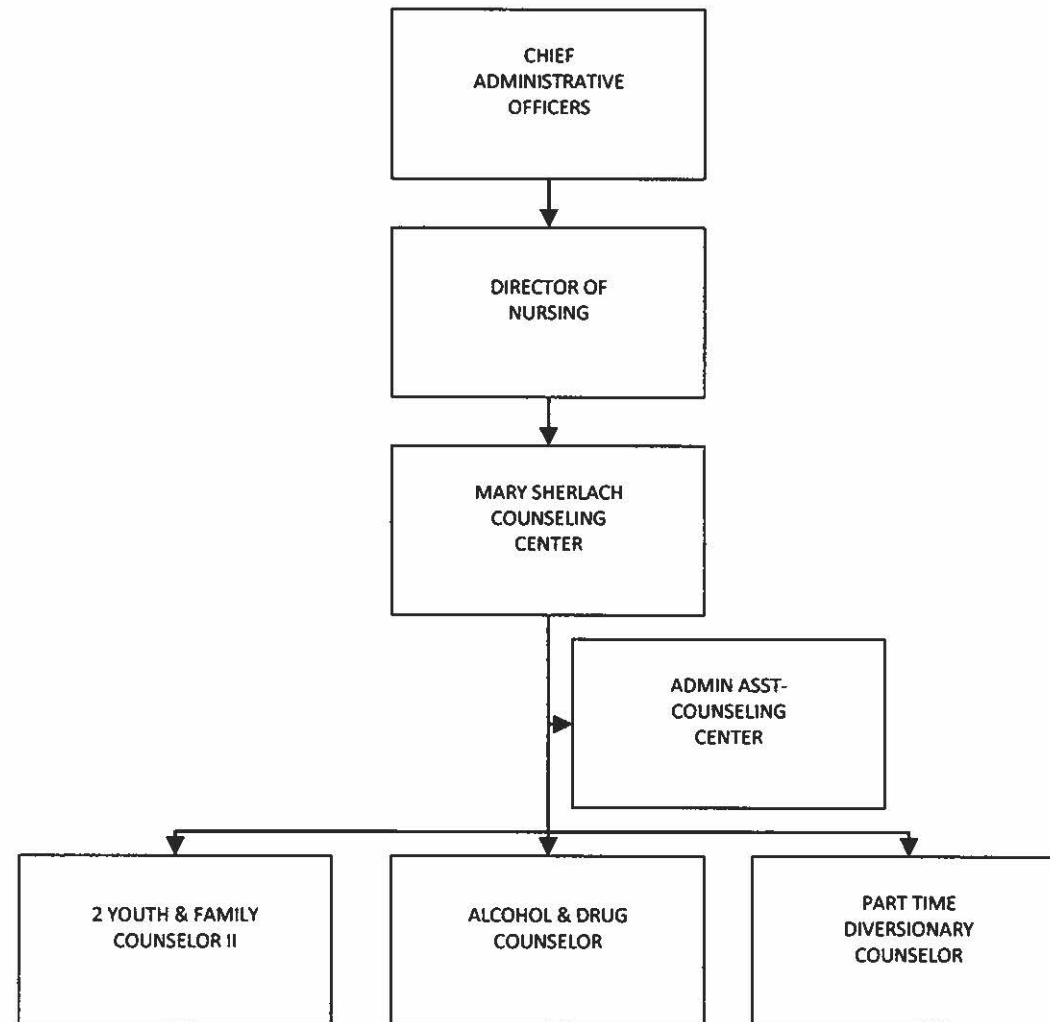 CHIEF
ADMINISTRATIVE
OFFICERS
DIRECTOR OF
NURSING
MARY SHERLACH
COUNSELING
CENTER
ADMIN ASST-
COUNSELING
CENTER
2 YOUTH & FAMILY
COUNSELOR II
ALCOHOL & DRUG
COUNSELOR
PART TIME
DIVERSIONARY
COUNSELOR